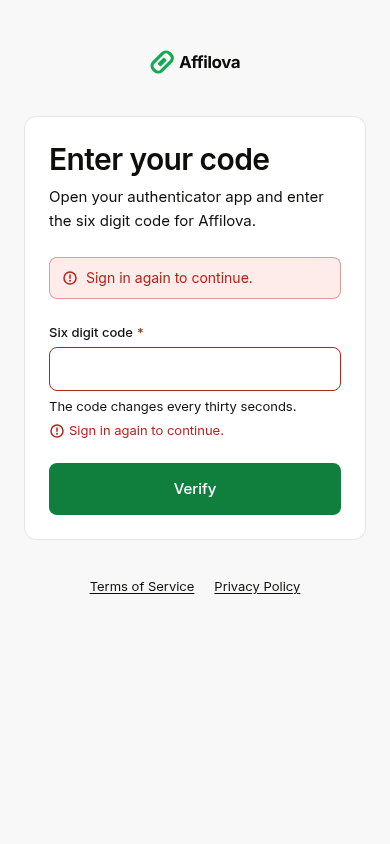 Affilova
Enter your code
Open your authenticator app and enter
the six digit code for Affilova.
Sign in again to continue.
Six digit code *
The code changes every thirty seconds.
Sign in again to continue.
Verify
Terms of Service Privacy Policy